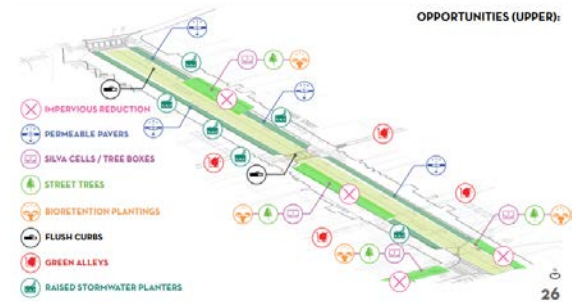 OPPORTUNITIES (UPPER):
IMPERVIOUS REDUCTION
PERMEABLE PAVERS
SILVA CELLS / TREE BOXES
STREET TREES
BIORETENTION PLANTINGS
FLUSH CURBS
GREEN ALLEYS
RAISED STORMWATER PLANTERS
26